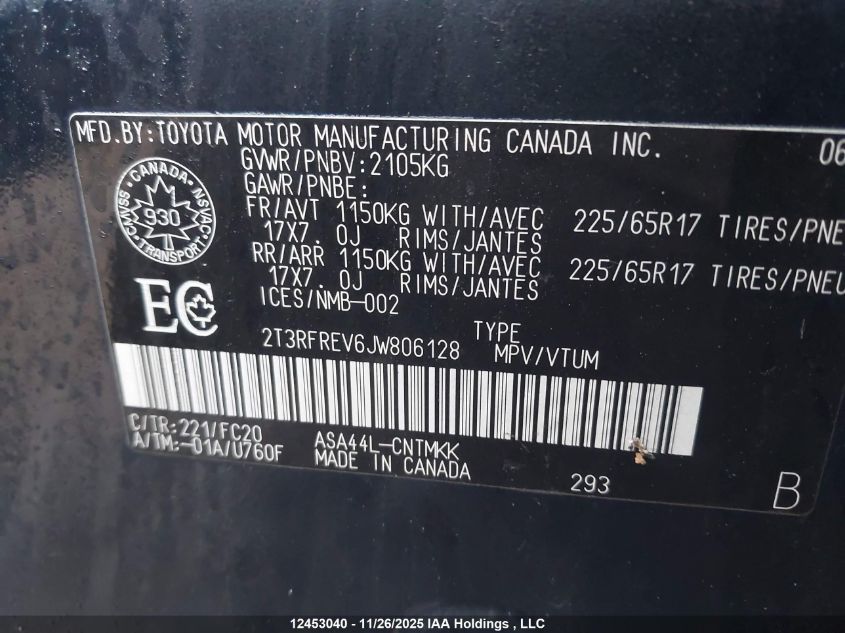 MFD.BY:TOYOTA MOTOR MANUFACTURING CANADA INC. 06
GVWR/PNBV:2105KG
GAWR/PNBE:
FR/AVT 1150KG WITH/AVEC 225/65R17 TIRES/PNE
17X7. 0J RIMS/JANTES
RR/ARR 1150KG WITH/AVEC 225/65R17 TIRES/PNEU
17X7. 0J RIMS/JANTES
ICES/NMB-002
CANADA
CMVSS
NSVAC
930
TRANSPORT
EC
2T3RFREV6JW806128 TYPE
MPV/VTUM
C/TR:221/FC20
A/TM:-01A/U760F
ASA44L-CNTMKK
MADE IN CANADA
293
B
12453040 - 11/26/2025 IAA Holdings , LLC